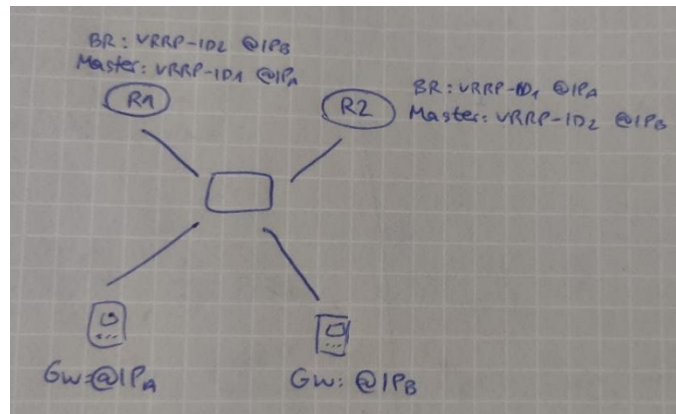 BR: VRRP-ID2 @IPB
Master: VRRP-ID1 @IPA
R1
R2
BR: VRRP-ID1 @IPA
Master: VRRP-ID2 @IPB
GW:@IPA
GW: @IPB